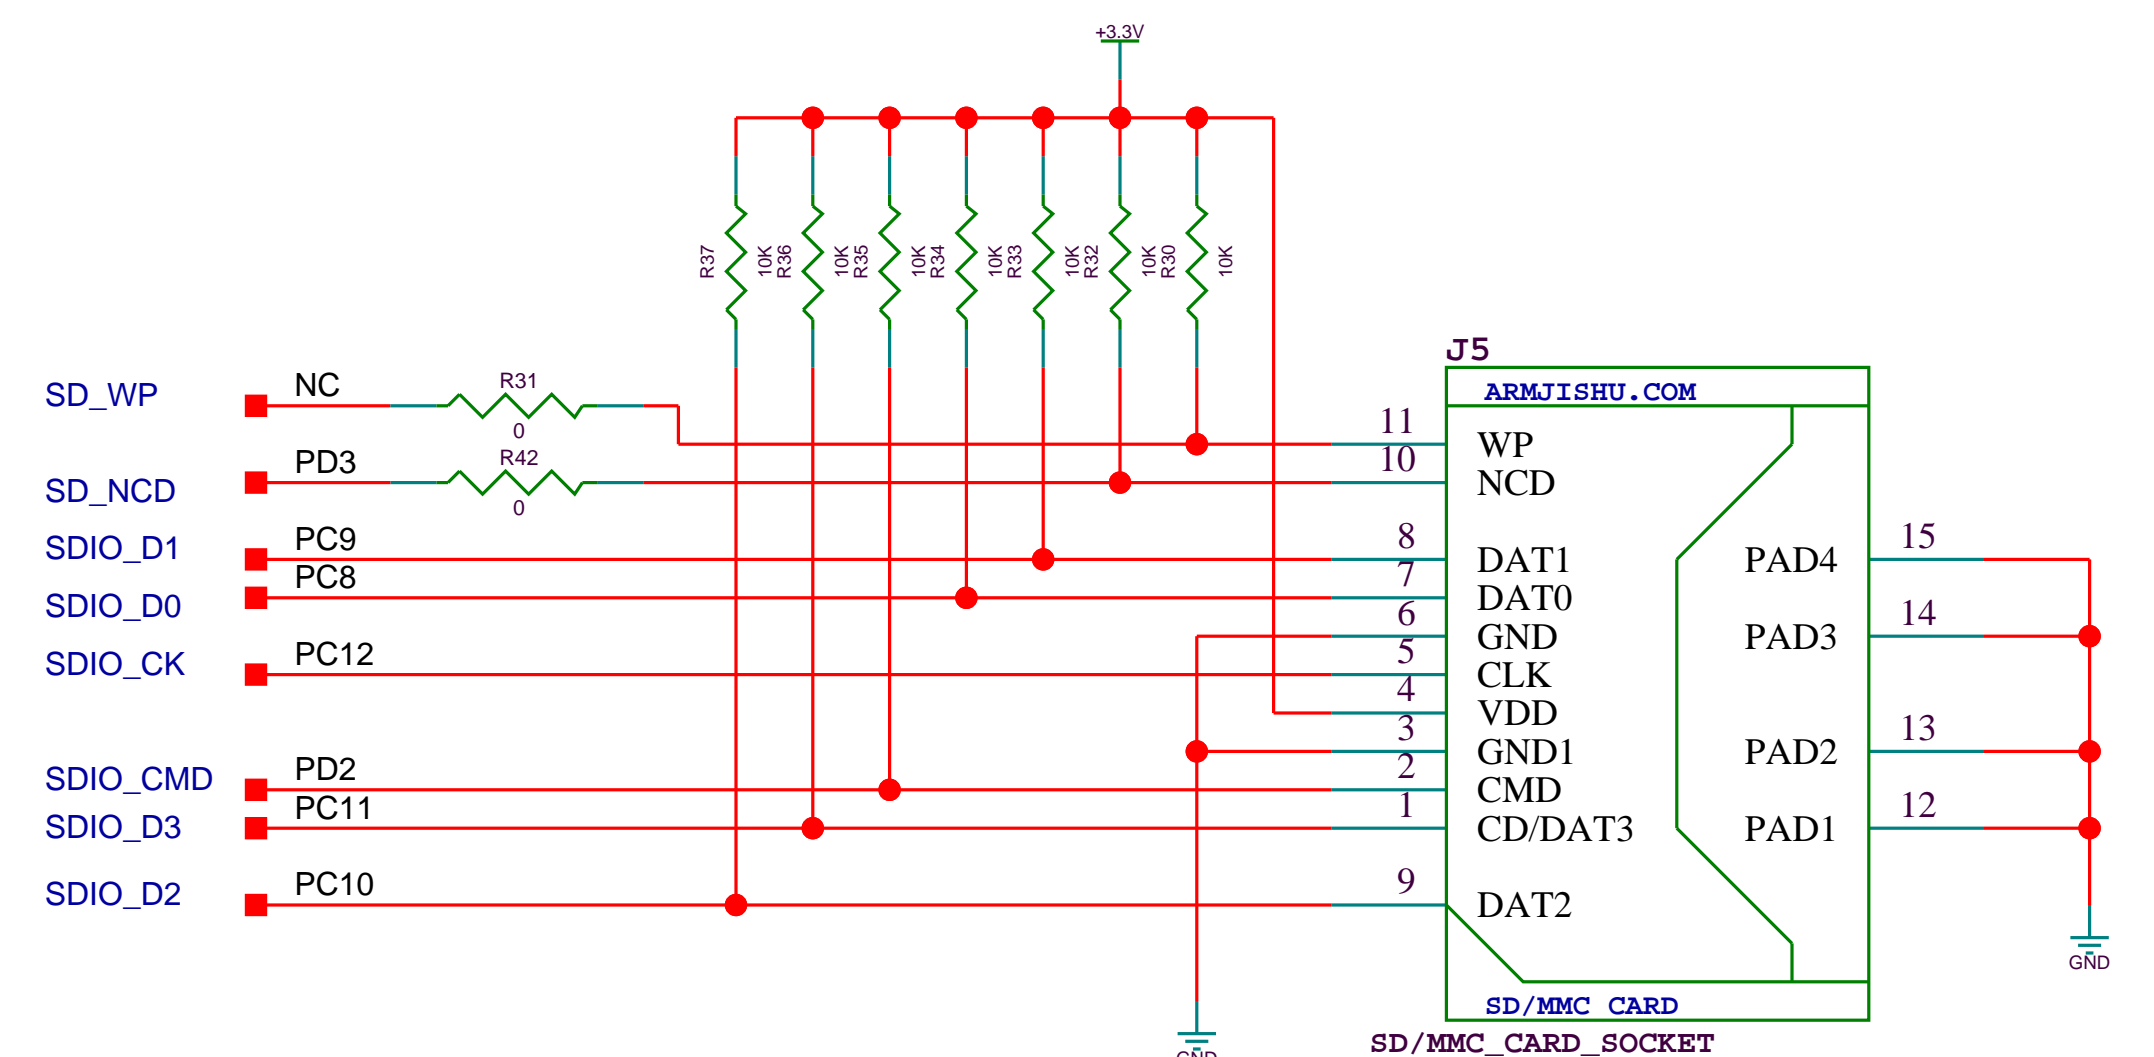 +3.3V
R37
10K
R36
10K
R35
10K
R34
10K
R33
10K
R32
10K
R30
10K
J5
ARMJISHU.COM
SD_WP
NC
R31
0
11
WP
SD_NCD
PD3
R42
0
10
NCD
SDIO_D1
PC9
8
DAT1
PAD4
15
SDIO_D0
PC8
7
DAT0
6
GND
PAD3
14
SDIO_CK
PC12
5
CLK
4
VDD
3
GND1
PAD2
13
SDIO_CMD
PD2
2
CMD
SDIO_D3
PC11
1
CD/DAT3
PAD1
12
SDIO_D2
PC10
9
DAT2
GND
SD/MMC CARD
GND
SD/MMC_CARD_SOCKET